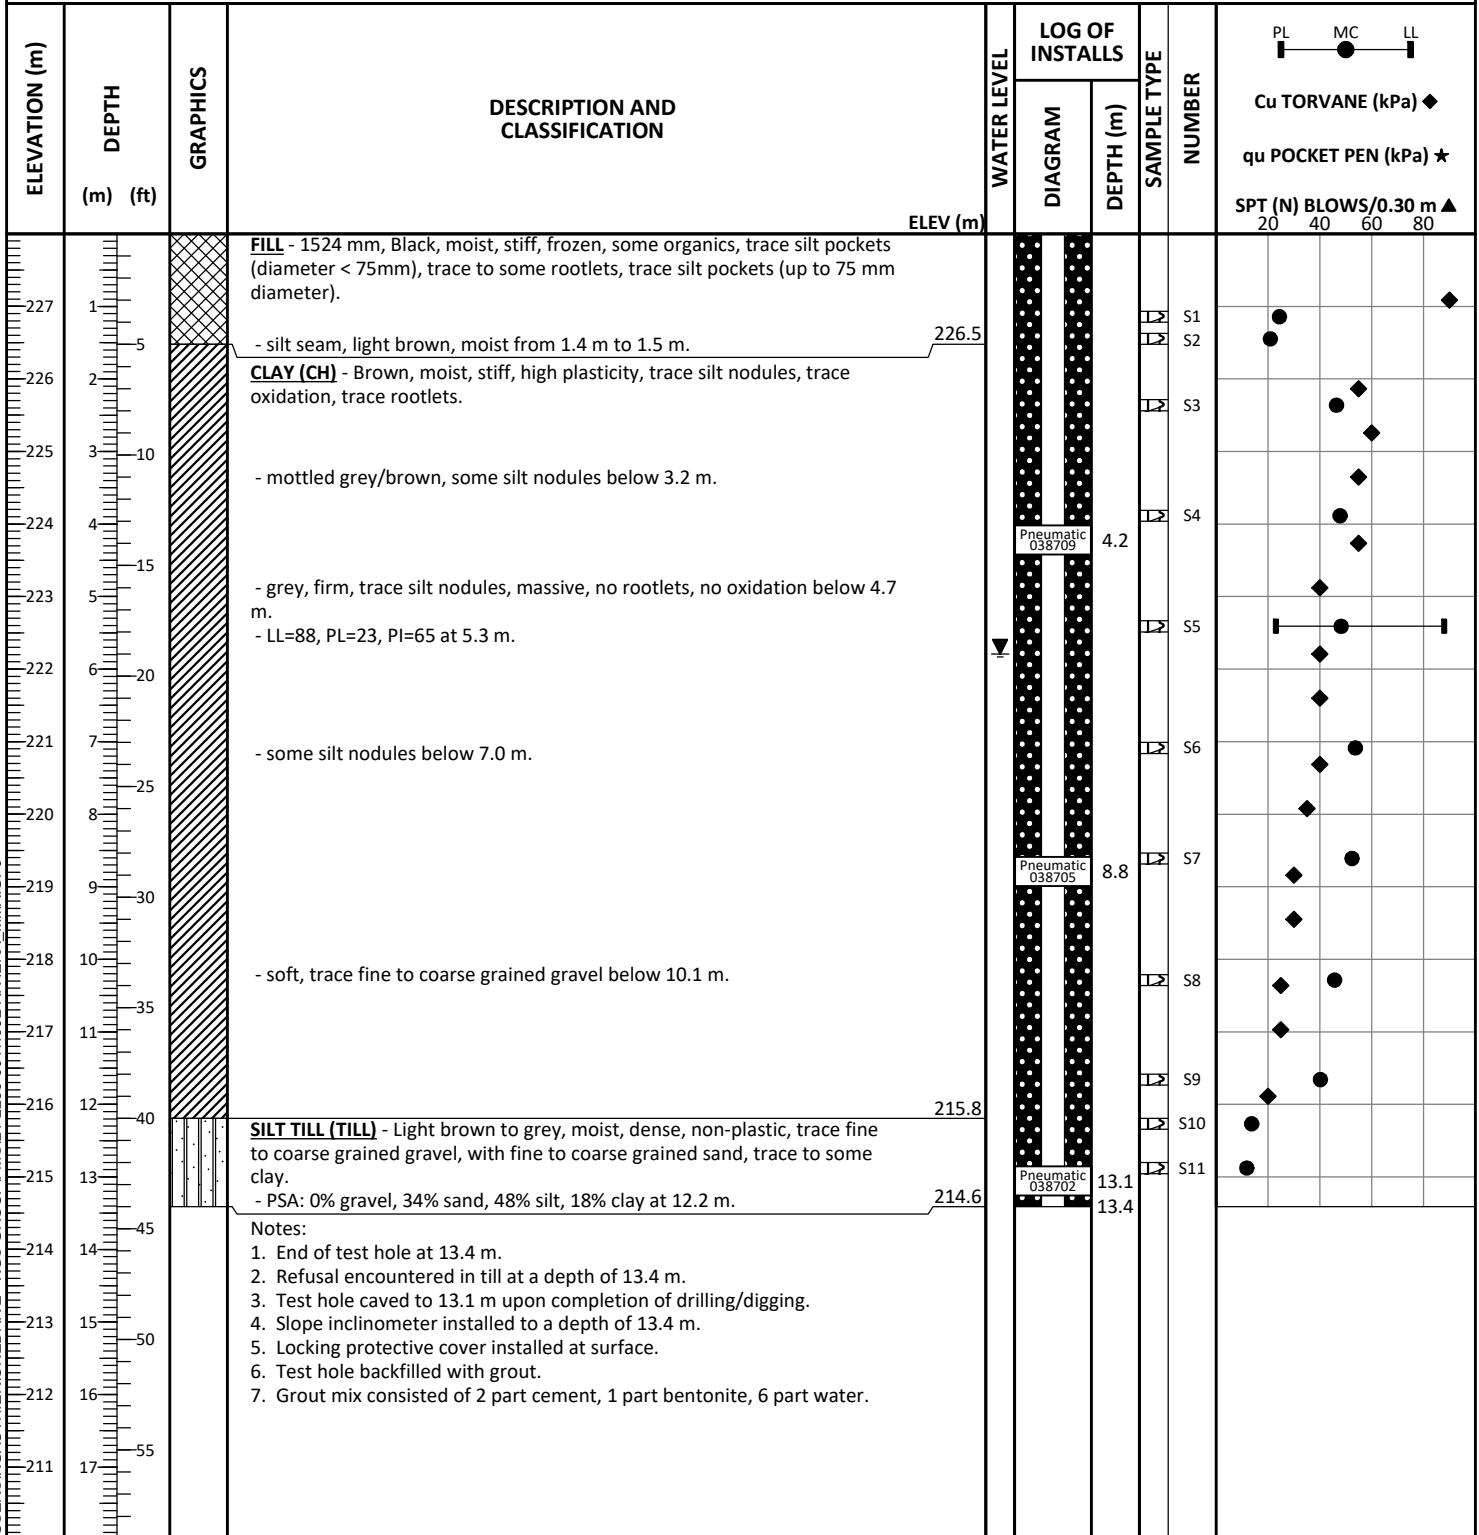 ELEVATION (m)
DEPTH
(m) (ft)
GRAPHICS
DESCRIPTION AND
CLASSIFICATION
ELEV (m)
WATER LEVEL
LOG OF
INSTALLS
DIAGRAM
DEPTH (m)
SAMPLE TYPE
NUMBER
PL MC LL
Cu TORVANE (kPa) ◆
qu POCKET PEN (kPa) ★
SPT (N) BLOWS/0.30 m ▲
20 40 60 80
FILL - 1524 mm, Black, moist, stiff, frozen, some organics, trace silt pockets
(diameter < 75mm), trace to some rootlets, trace silt pockets (up to 75 mm
diameter).
227 1
S1
226.5
S2
- silt seam, light brown, moist from 1.4 m to 1.5 m.
5
CLAY (CH) - Brown, moist, stiff, high plasticity, trace silt nodules, trace
oxidation, trace rootlets.
226 2
S3
225 3
10
- mottled grey/brown, some silt nodules below 3.2 m.
S4
224 4
Pneumatic
038709
4.2
15
- grey, firm, trace silt nodules, massive, no rootlets, no oxidation below 4.7
m.
223 5
- LL=88, PL=23, PI=65 at 5.3 m.
S5
222 6
20
221 7
- some silt nodules below 7.0 m.
S6
25
220 8
S7
Pneumatic
038705
8.8
219 9
30
218 10
- soft, trace fine to coarse grained gravel below 10.1 m.
S8
35
217 11
S9
216 12
215.8
40
SILT TILL (TILL) - Light brown to grey, moist, dense, non-plastic, trace fine
to coarse grained gravel, with fine to coarse grained sand, trace to some
clay.
S10
S11
215 13
Pneumatic
038702
13.1
- PSA: 0% gravel, 34% sand, 48% silt, 18% clay at 12.2 m.
214.6
13.4
45
Notes:
214 14
1. End of test hole at 13.4 m.
2. Refusal encountered in till at a depth of 13.4 m.
3. Test hole caved to 13.1 m upon completion of drilling/digging.
213 15
4. Slope inclinometer installed to a depth of 13.4 m.
50
5. Locking protective cover installed at surface.
6. Test hole backfilled with grout.
212 16
7. Grout mix consisted of 2 part cement, 1 part bentonite, 6 part water.
55
211 17